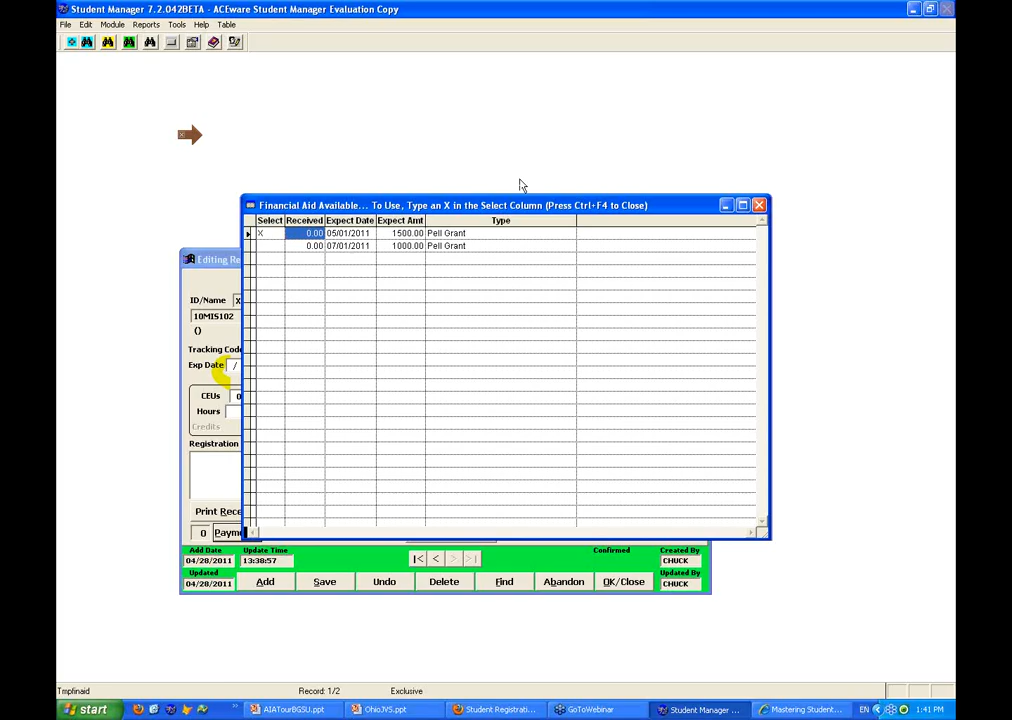 Student Manager 7.2.042BETA - ACEware Student Manager Evaluation Copy
File Edit Module Reports Tools Help Table
Financial Aid Available... To Use, Type an X in the Select Column (Press Ctrl+F4 to Close)
Select Received Expect Date Expect Amt Type
X 0.00 05/01/2011 1500.00 Pell Grant
0.00 07/01/2011 1000.00 Pell Grant
Editing Re
ID/Name X
10MIS102
()
Tracking Code
Exp Date /
CEUs 0
Hours
Credits
Registration
Print Rece
0 Payme
Add Date Update Time Confirmed Created By
04/28/2011 13:38:57 |< < > >| CHUCK
Updated Updated By
04/28/2011 Add Save Undo Delete Find Abandon OK/Close CHUCK
Tmpfinaid Record: 1/2 Exclusive
start AIATourBGSU.ppt OhioJVS.ppt Student Registrati... GoToWebinar Student Manager ... Mastering Student... EN 1:41 PM